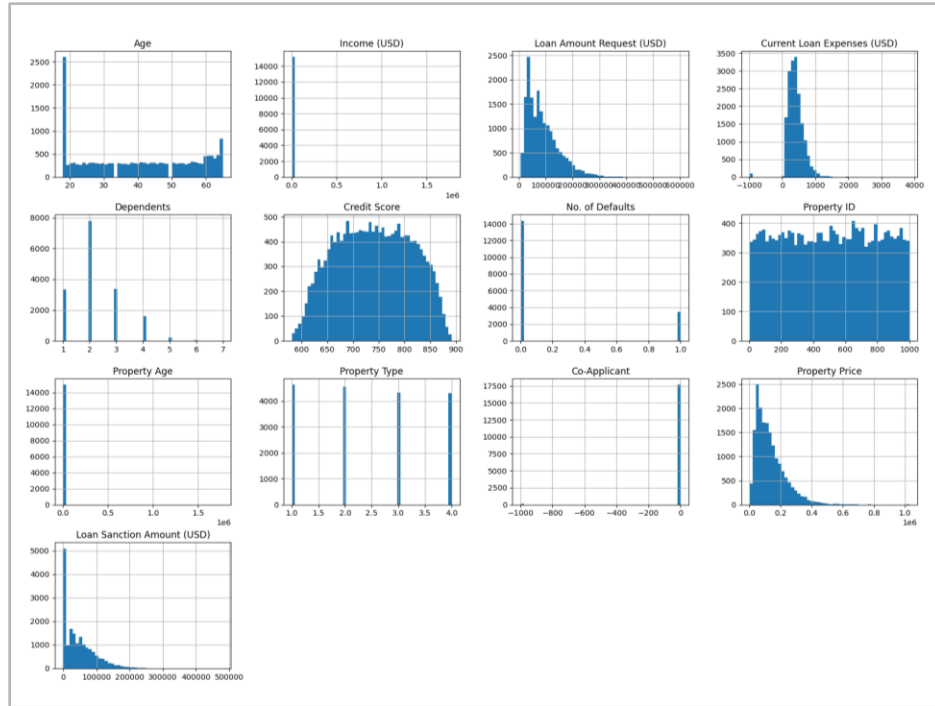 Age
2500
2000
1500
1000
500
0
20 30 40 50 60
Income (USD)
14000
12000
10000
8000
6000
4000
2000
0
0.0 0.5 1.0 1.5
1e6
Loan Amount Request (USD)
2500
2000
1500
1000
500
0
0 100000 200000 300000 400000 500000 600000
Current Loan Expenses (USD)
3500
3000
2500
2000
1500
1000
500
0
-1000 0 1000 2000 3000 4000
Dependents
8000
6000
4000
2000
0
1 2 3 4 5 6 7
Credit Score
500
400
300
200
100
0
600 650 700 750 800 850 900
No. of Defaults
14000
12000
10000
8000
6000
4000
2000
0
0.0 0.2 0.4 0.6 0.8 1.0
Property ID
400
300
200
100
0
0 200 400 600 800 1000
Property Age
14000
12000
10000
8000
6000
4000
2000
0
0.0 0.5 1.0 1.5
1e6
Property Type
4000
3000
2000
1000
0
1.0 1.5 2.0 2.5 3.0 3.5 4.0
Co-Applicant
17500
15000
12500
10000
7500
5000
2500
0
-1000 -800 -600 -400 -200 0
Property Price
2500
2000
1500
1000
500
0
0.0 0.2 0.4 0.6 0.8 1.0
1e6
Loan Sanction Amount (USD)
5000
4000
3000
2000
1000
0
0 100000 200000 300000 400000 500000